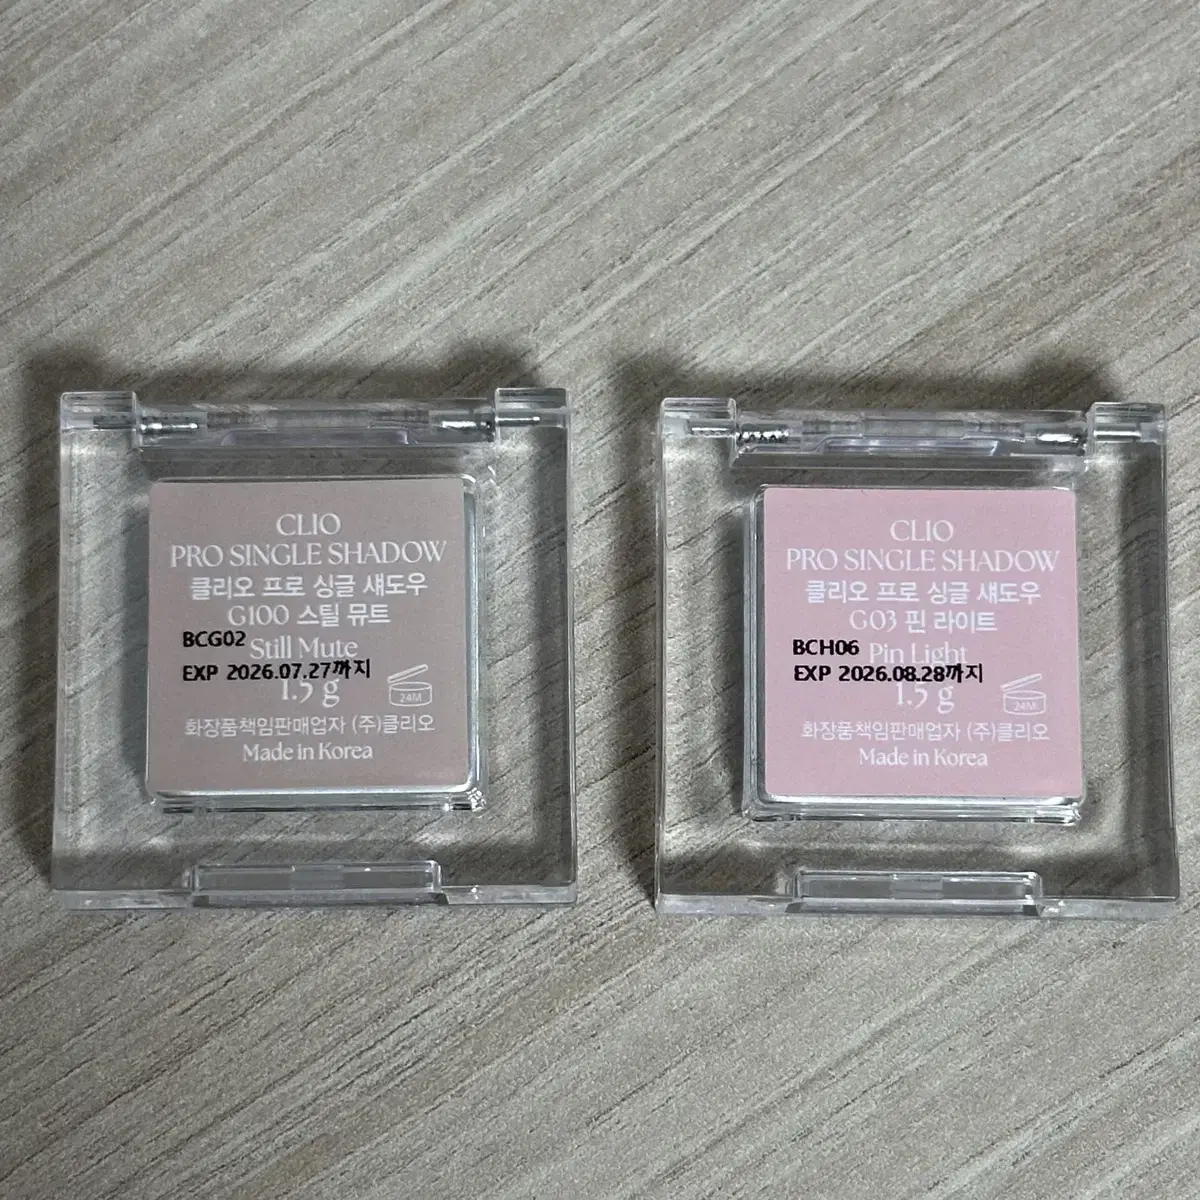 CLIO
PRO SINGLE SHADOW
클리오 프로 싱글 섀도우
G100 스틸 뮤트
BCG02
Still Mute
EXP 2026.07.27까지
1.5 g
24M
화장품책임판매업자 (주)클리오
Made in Korea
CLIO
PRO SINGLE SHADOW
클리오 프로 싱글 섀도우
G03 핀 라이트
BCH06
Pin Light
EXP 2026.08.28까지
1.5 g
24M
화장품책임판매업자 (주)클리오
Made in Korea